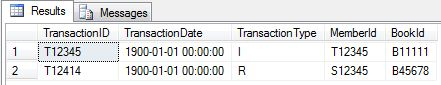 Results Messages
TransactionID TransactionDate TransactionType MemberId BookId
1 T12345 1900-01-01 00:00:00 I T12345 B11111
2 T12414 1900-01-01 00:00:00 R S12345 B45678